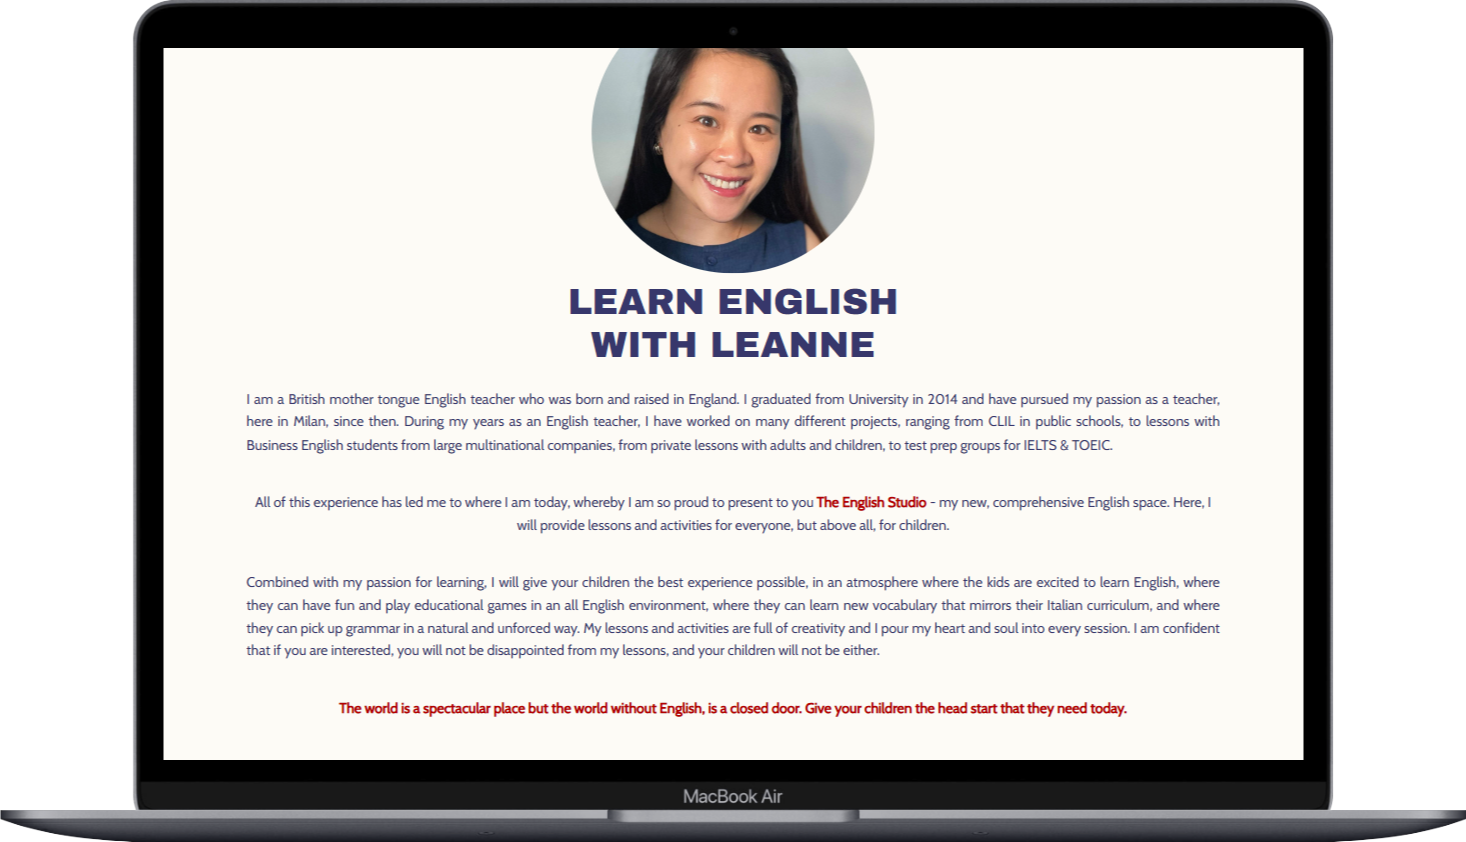 LEARN ENGLISH
WITH LEANNE
I am a British mother tongue English teacher who was born and raised in England. I graduated from University in 2014 and have pursued my passion as a teacher,
here in Milan, since then. During my years as an English teacher, I have worked on many different projects, ranging from CLIL in public schools, to lessons with
Business English students from large multinational companies, from private lessons with adults and children, to test prep groups for IELTS & TOEIC.
All of this experience has led me to where I am today, whereby I am so proud to present to you The English Studio - my new, comprehensive English space. Here, I
will provide lessons and activities for everyone, but above all, for children.
Combined with my passion for learning, I will give your children the best experience possible, in an atmosphere where the kids are excited to learn English, where
they can have fun and play educational games in an all English environment, where they can learn new vocabulary that mirrors their Italian curriculum, and where
they can pick up grammar in a natural and unforced way. My lessons and activities are full of creativity and I pour my heart and soul into every session. I am confident
that if you are interested, you will not be disappointed from my lessons, and your children will not be either.
The world is a spectacular place but the world without English, is a closed door. Give your children the head start that they need today.
MacBook Air